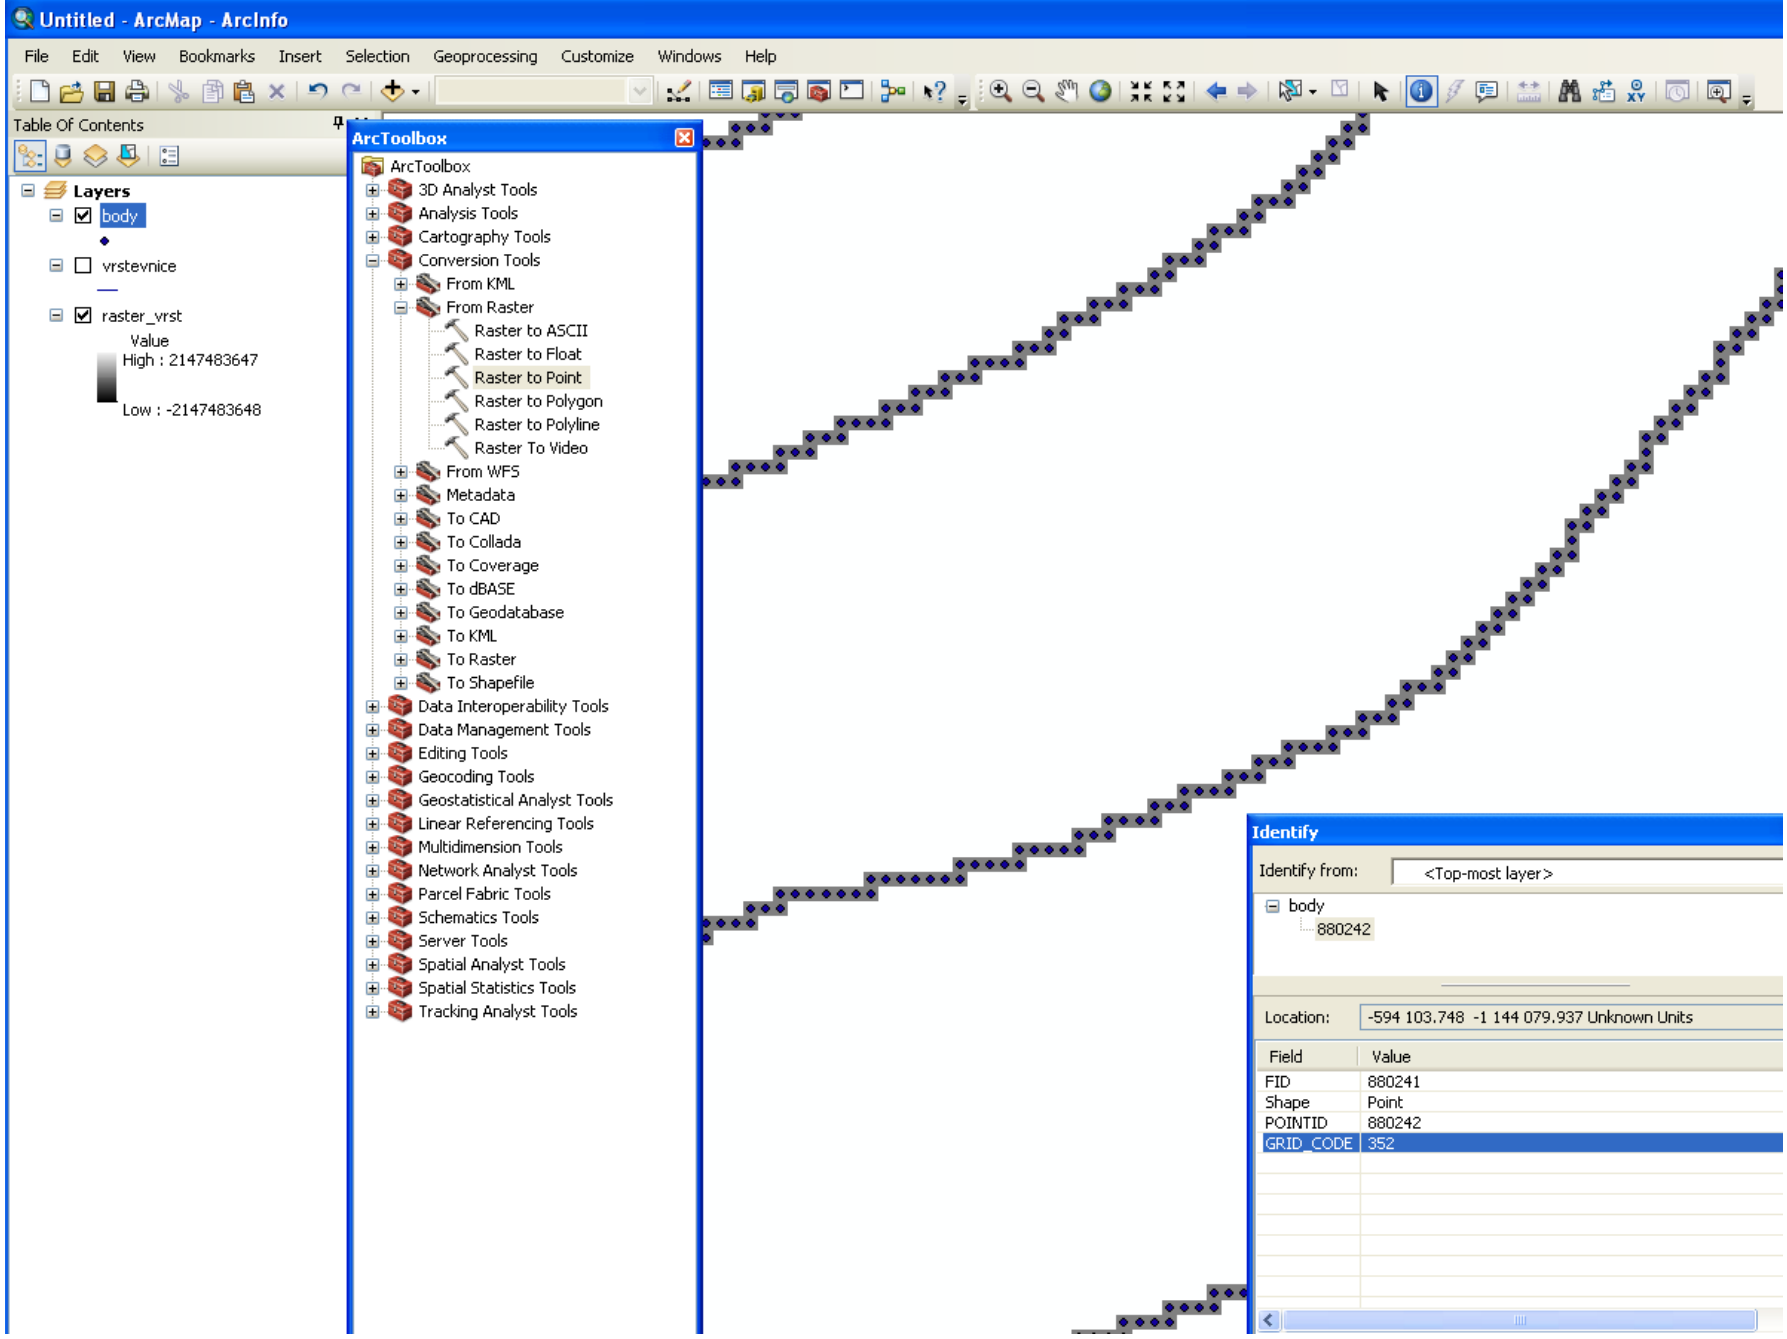 Untitled - ArcMap - ArcInfo
File Edit View Bookmarks Insert Selection Geoprocessing Customize Windows Help
Table Of Contents
Layers
body
vrstevnice
raster_vrst
Value
High : 2147483647
Low : -2147483648
ArcToolbox
ArcToolbox
3D Analyst Tools
Analysis Tools
Cartography Tools
Conversion Tools
From KML
From Raster
Raster to ASCII
Raster to Float
Raster to Point
Raster to Polygon
Raster to Polyline
Raster To Video
From WFS
Metadata
To CAD
To Collada
To Coverage
To dBASE
To Geodatabase
To KML
To Raster
To Shapefile
Data Interoperability Tools
Data Management Tools
Editing Tools
Geocoding Tools
Geostatistical Analyst Tools
Linear Referencing Tools
Multidimension Tools
Network Analyst Tools
Parcel Fabric Tools
Schematics Tools
Server Tools
Spatial Analyst Tools
Spatial Statistics Tools
Tracking Analyst Tools
Identify
Identify from: <Top-most layer>
body
880242
Location: -594 103.748 -1 144 079.937 Unknown Units
Field Value
FID 880241
Shape Point
POINTID 880242
GRID_CODE 352